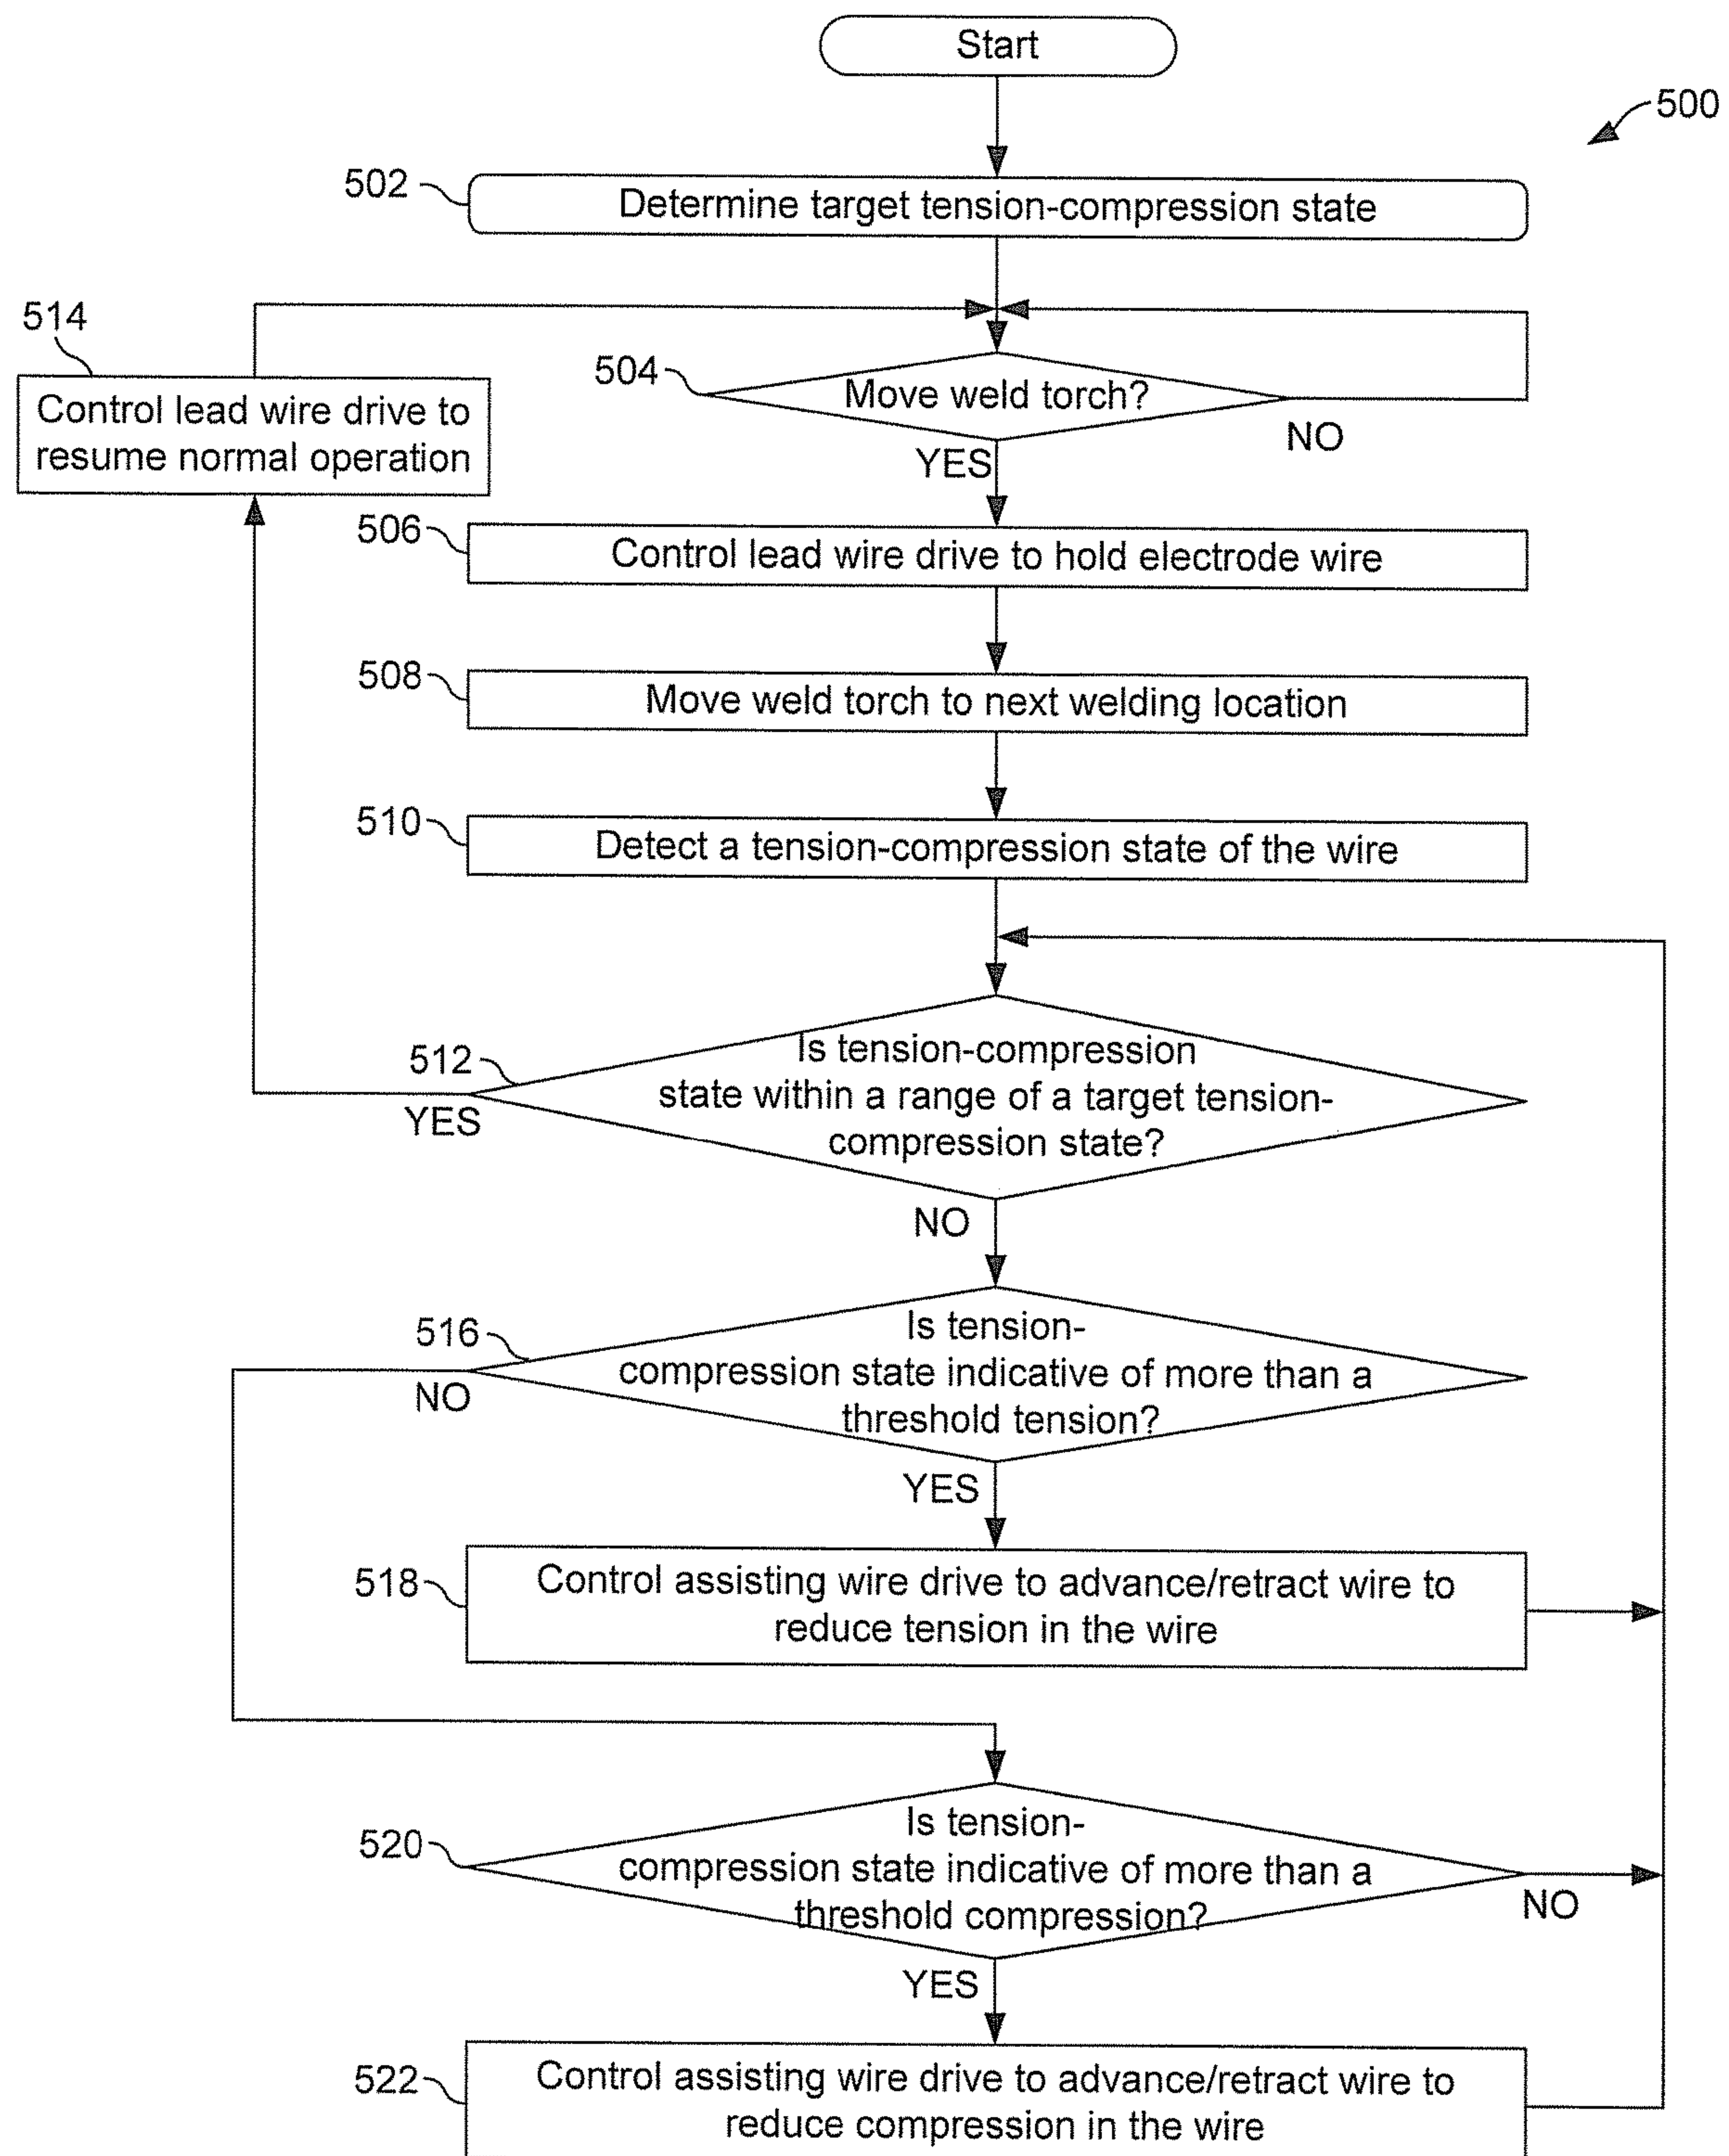 Start
500
502
Determine target tension-compression state
514
504
Move weld torch?
NO
Control lead wire drive to
resume normal operation
YES
506
Control lead wire drive to hold electrode wire
508
Move weld torch to next welding location
510
Detect a tension-compression state of the wire
512
Is tension-compression
state within a range of a target tension-
compression state?
YES
NO
516
Is tension-
compression state indicative of more than a
threshold tension?
NO
YES
518
Control assisting wire drive to advance/retract wire to
reduce tension in the wire
520
Is tension-
compression state indicative of more than a
threshold compression?
NO
YES
522
Control assisting wire drive to advance/retract wire to
reduce compression in the wire